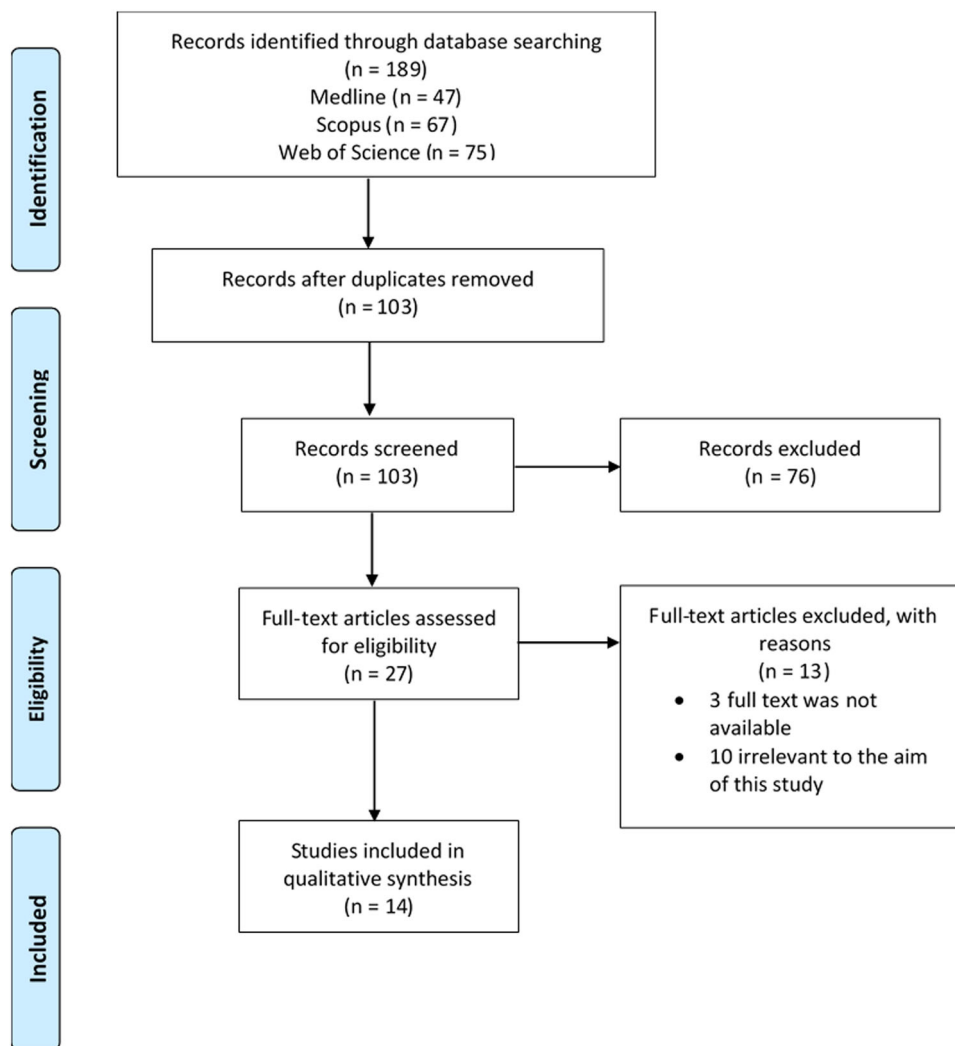 Identification
Records identified through database searching
(n = 189)
Medline (n = 47)
Scopus (n = 67)
Web of Science (n = 75)
Records after duplicates removed
(n = 103)
Screening
Records screened
(n = 103)
Records excluded
(n = 76)
Eligibility
Full-text articles assessed
for eligibility
(n = 27)
Full-text articles excluded, with
reasons
(n = 13)
• 3 full text was not
available
• 10 irrelevant to the aim
of this study
Included
Studies included in
qualitative synthesis
(n = 14)